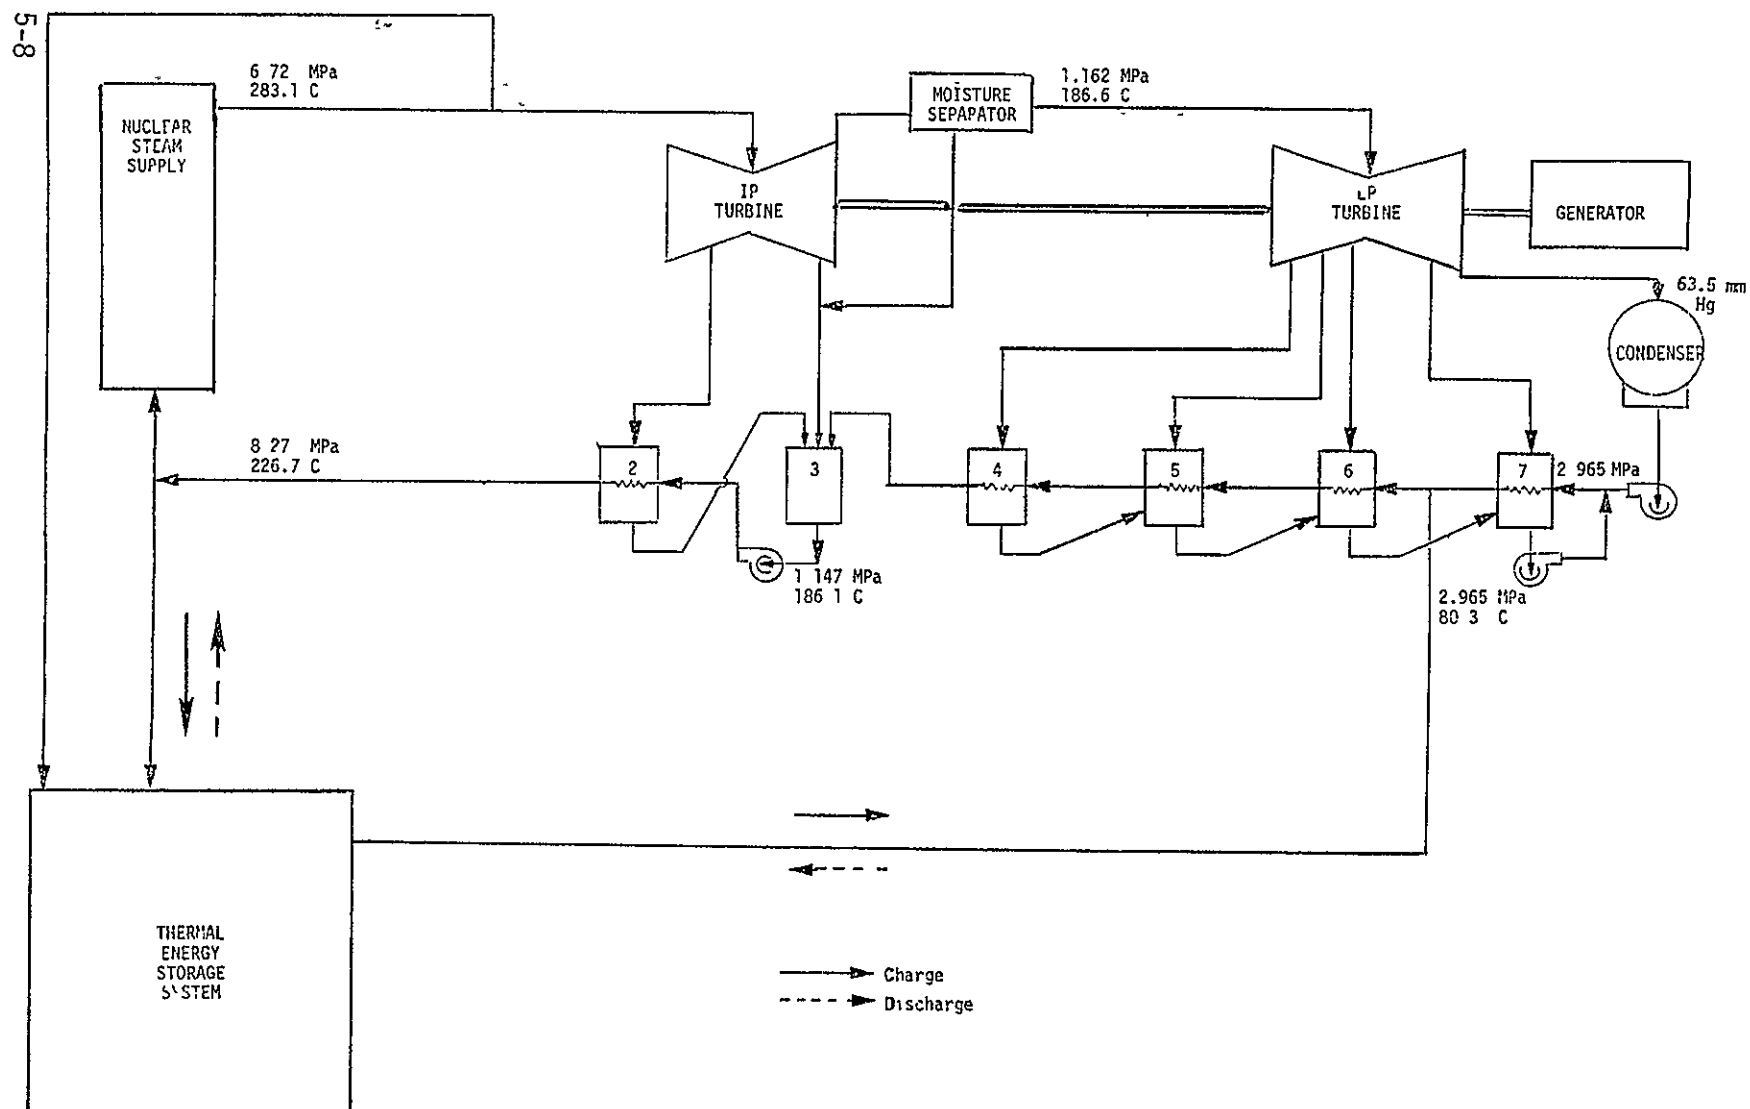 5-8
6 72 MPa
283.1 C
NUCLEAR
STEAM
SUPPLY
MOISTURE
SEPAPATOR
1.162 MPa
186.6 C
IP
TURBINE
LP
TURBINE
GENERATOR
63.5 mm
Hg
CONDENSER
8 27 MPa
226.7 C
2
3
4
5
6
7
2 965 MPa
1 147 MPa
186 1 C
2.965 MPa
80 3 C
THERMAL
ENERGY
STORAGE
SYSTEM
Charge
Discharge